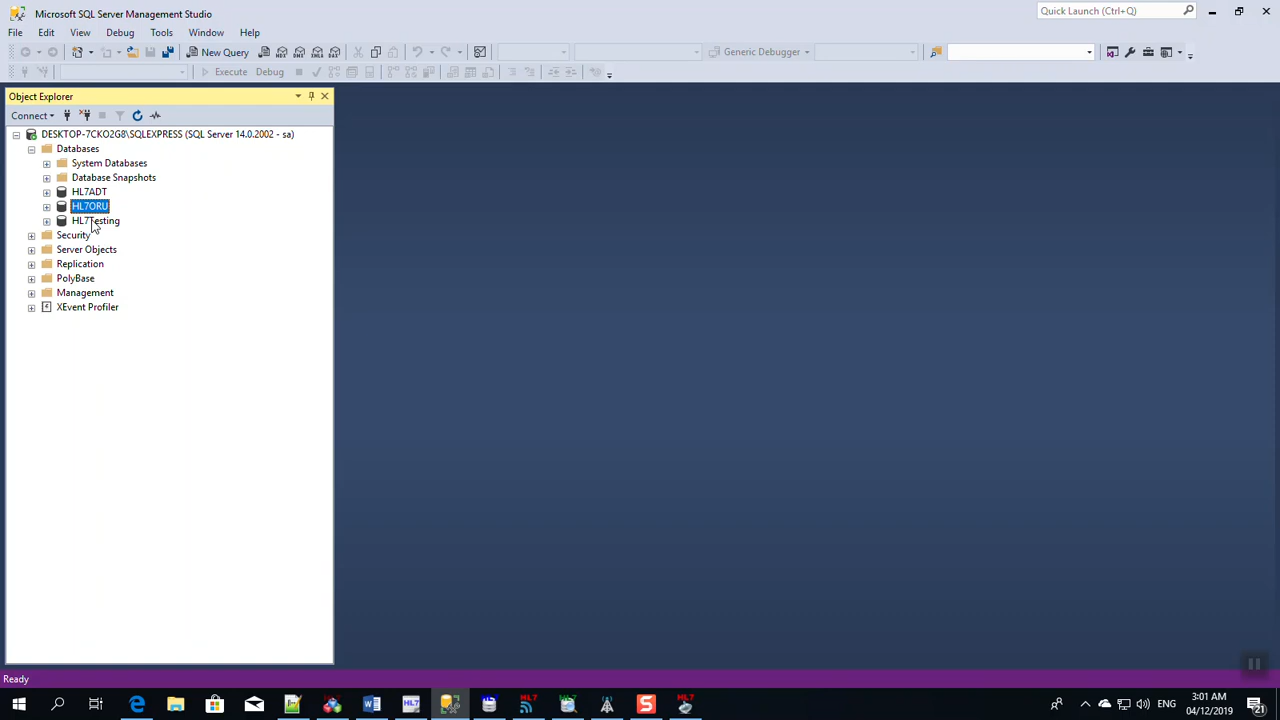 Microsoft SQL Server Management Studio
Quick Launch (Ctrl+Q)
File Edit View Debug Tools Window Help
New Query
Generic Debugger
Execute Debug
Object Explorer
Connect
DESKTOP-7CKO2G8\SQLEXPRESS (SQL Server 14.0.2002 - sa)
Databases
System Databases
Database Snapshots
HL7ADT
HL7ORU
HL7Testing
Security
Server Objects
Replication
PolyBase
Management
XEvent Profiler
Ready
HL7
HL7
ENG
3:01 AM
04/12/2019
21